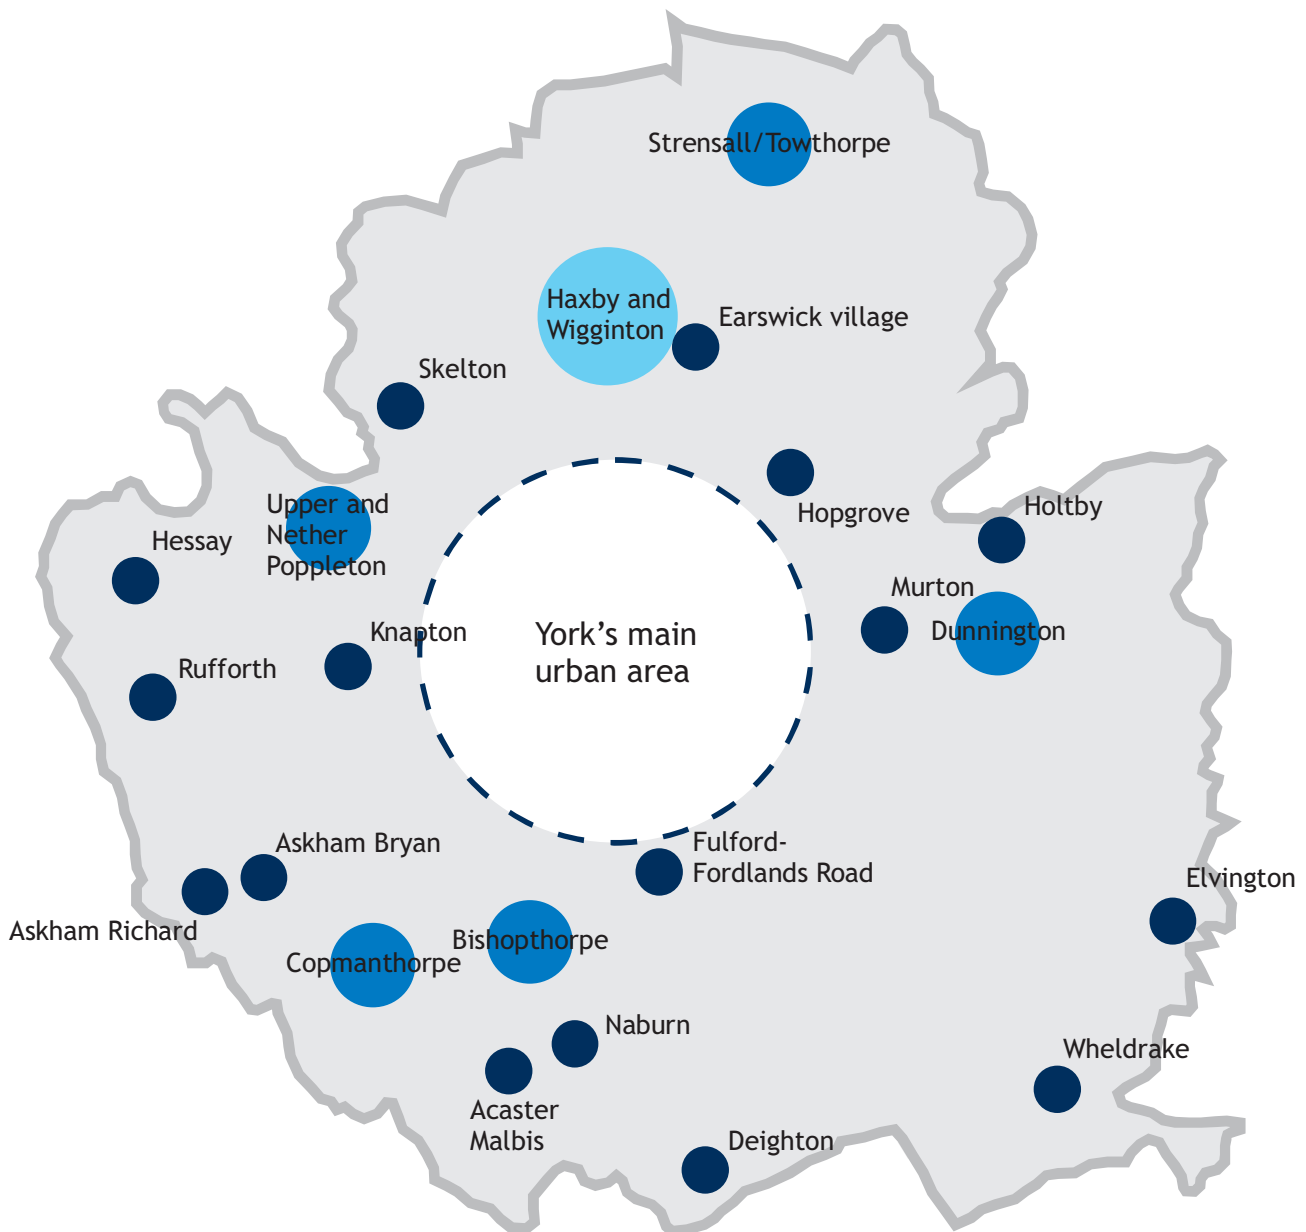 Strensall/Towthorpe
Haxby and
Wigginton
Earswick village
Skelton
Upper and
Nether
Poppleton
Hopgrove
Holtby
Hessay
Murton
Dunnington
Knapton
York’s main
urban area
Rufforth
Askham Bryan
Fulford-
Fordlands Road
Elvington
Askham Richard
Bishopthorpe
Copmanthorpe
Naburn
Wheldrake
Acaster
Malbis
Deighton